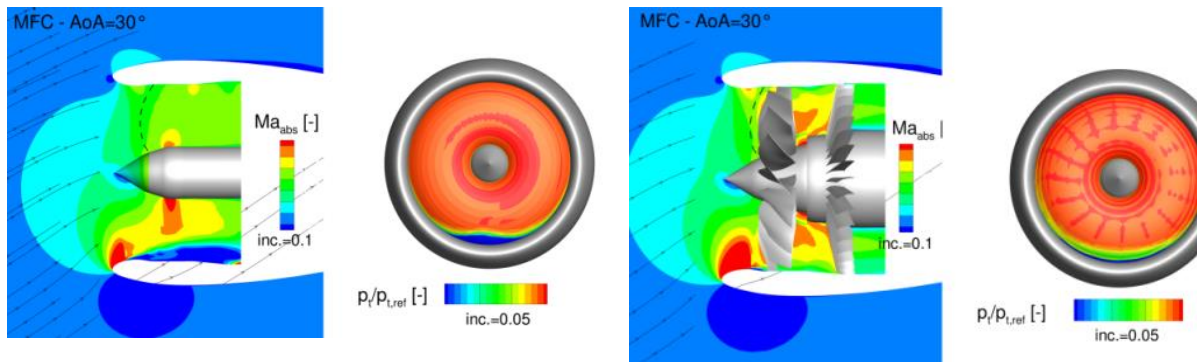 MFC - AoA=30°
Ma_abs [-]
inc.=0.1
p_t/p_t,ref [-]
inc.=0.05
MFC - AoA=30°
Ma_abs |
inc.=0.1
p_t/p_t,ref [-]
inc.=0.05